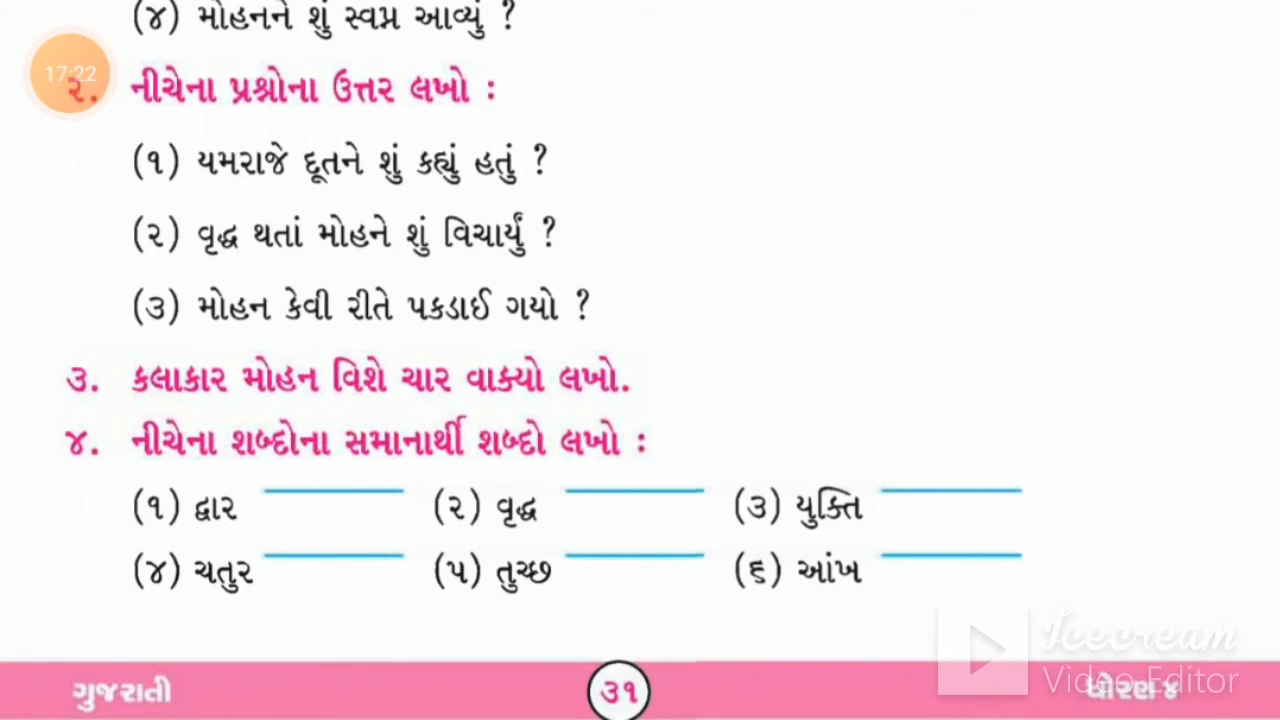 (૪) મોહનને શું સ્વપ્ન આવ્યું ?
17:22
૨. નીચેના પ્રશ્નોના ઉત્તર લખો :
(૧) યમરાજે દૂતને શું કહ્યું હતું ?
(૨) વૃદ્ધ થતાં મોહને શું વિચાર્યું ?
(૩) મોહન કેવી રીતે પકડાઈ ગયો ?
૩. કલાકાર મોહન વિશે ચાર વાક્યો લખો.
૪. નીચેના શબ્દોના સમાનાર્થી શબ્દો લખો :
(૧) દ્વાર (૨) વૃદ્ધ (૩) યુક્તિ
(૪) ચતુર (૫) તુચ્છ (૬) આંખ
Icecream
Video Editor
ગુજરાતી ૩૧ ધોરણ ૪